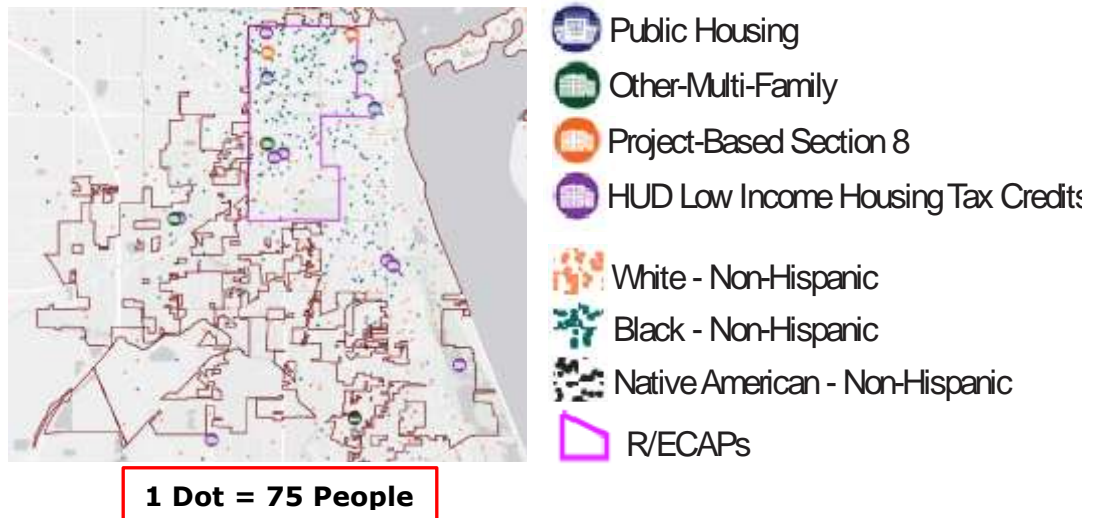 Public Housing
Other-Multi-Family
Project-Based Section 8
HUD Low Income Housing Tax Credits
White - Non-Hispanic
Black - Non-Hispanic
Native American - Non-Hispanic
R/ECAPs
1 Dot = 75 People